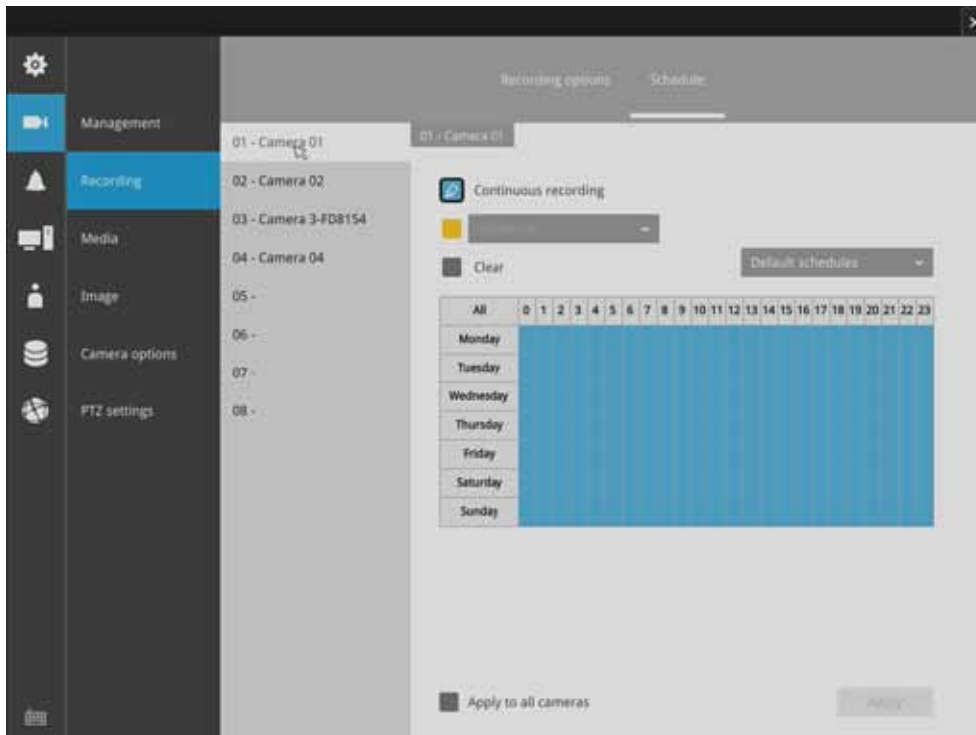 Recording options Schedule
Management
Recording
Media
Image
Camera options
PTZ settings
01 - Camera 01
02 - Camera 02
03 - Camera 3-FD8154
04 - Camera 04
05 -
06 -
07 -
08 -
01 - Camera 01
Continuous recording
Clear
Default schedules
All 0 1 2 3 4 5 6 7 8 9 10 11 12 13 14 15 16 17 18 19 20 21 22 23
Monday
Tuesday
Wednesday
Thursday
Friday
Saturday
Sunday
Apply to all cameras
Apply